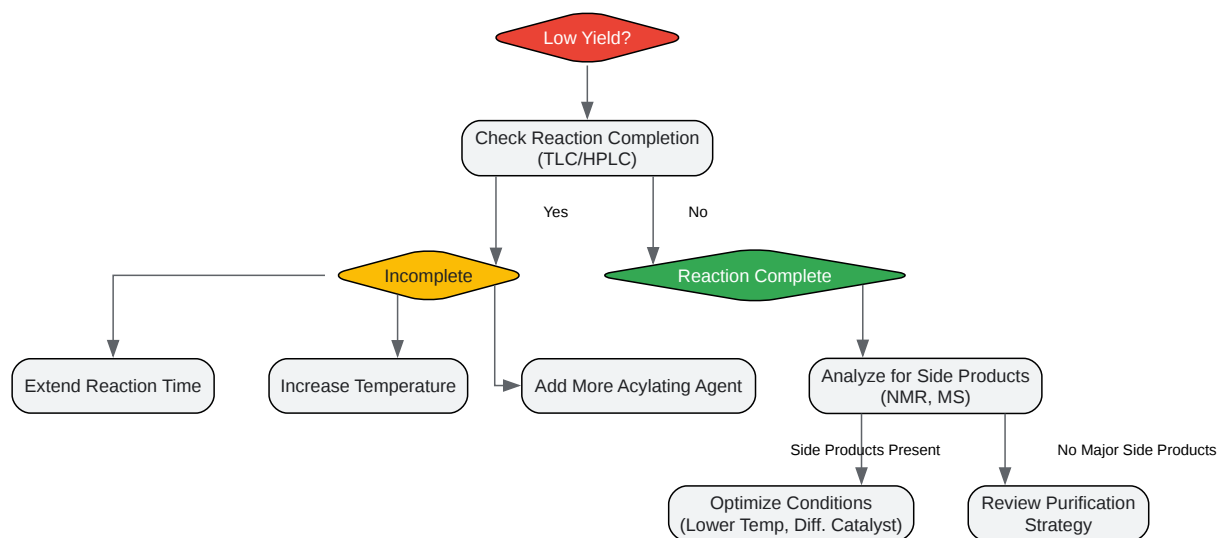 Low Yield?
Check Reaction Completion
(TLC/HPLC)
Yes
No
Incomplete
Reaction Complete
Extend Reaction Time
Increase Temperature
Add More Acylating Agent
Analyze for Side Products
(NMR, MS)
Side Products Present
No Major Side Products
Optimize Conditions
(Lower Temp, Diff. Catalyst)
Review Purification
Strategy